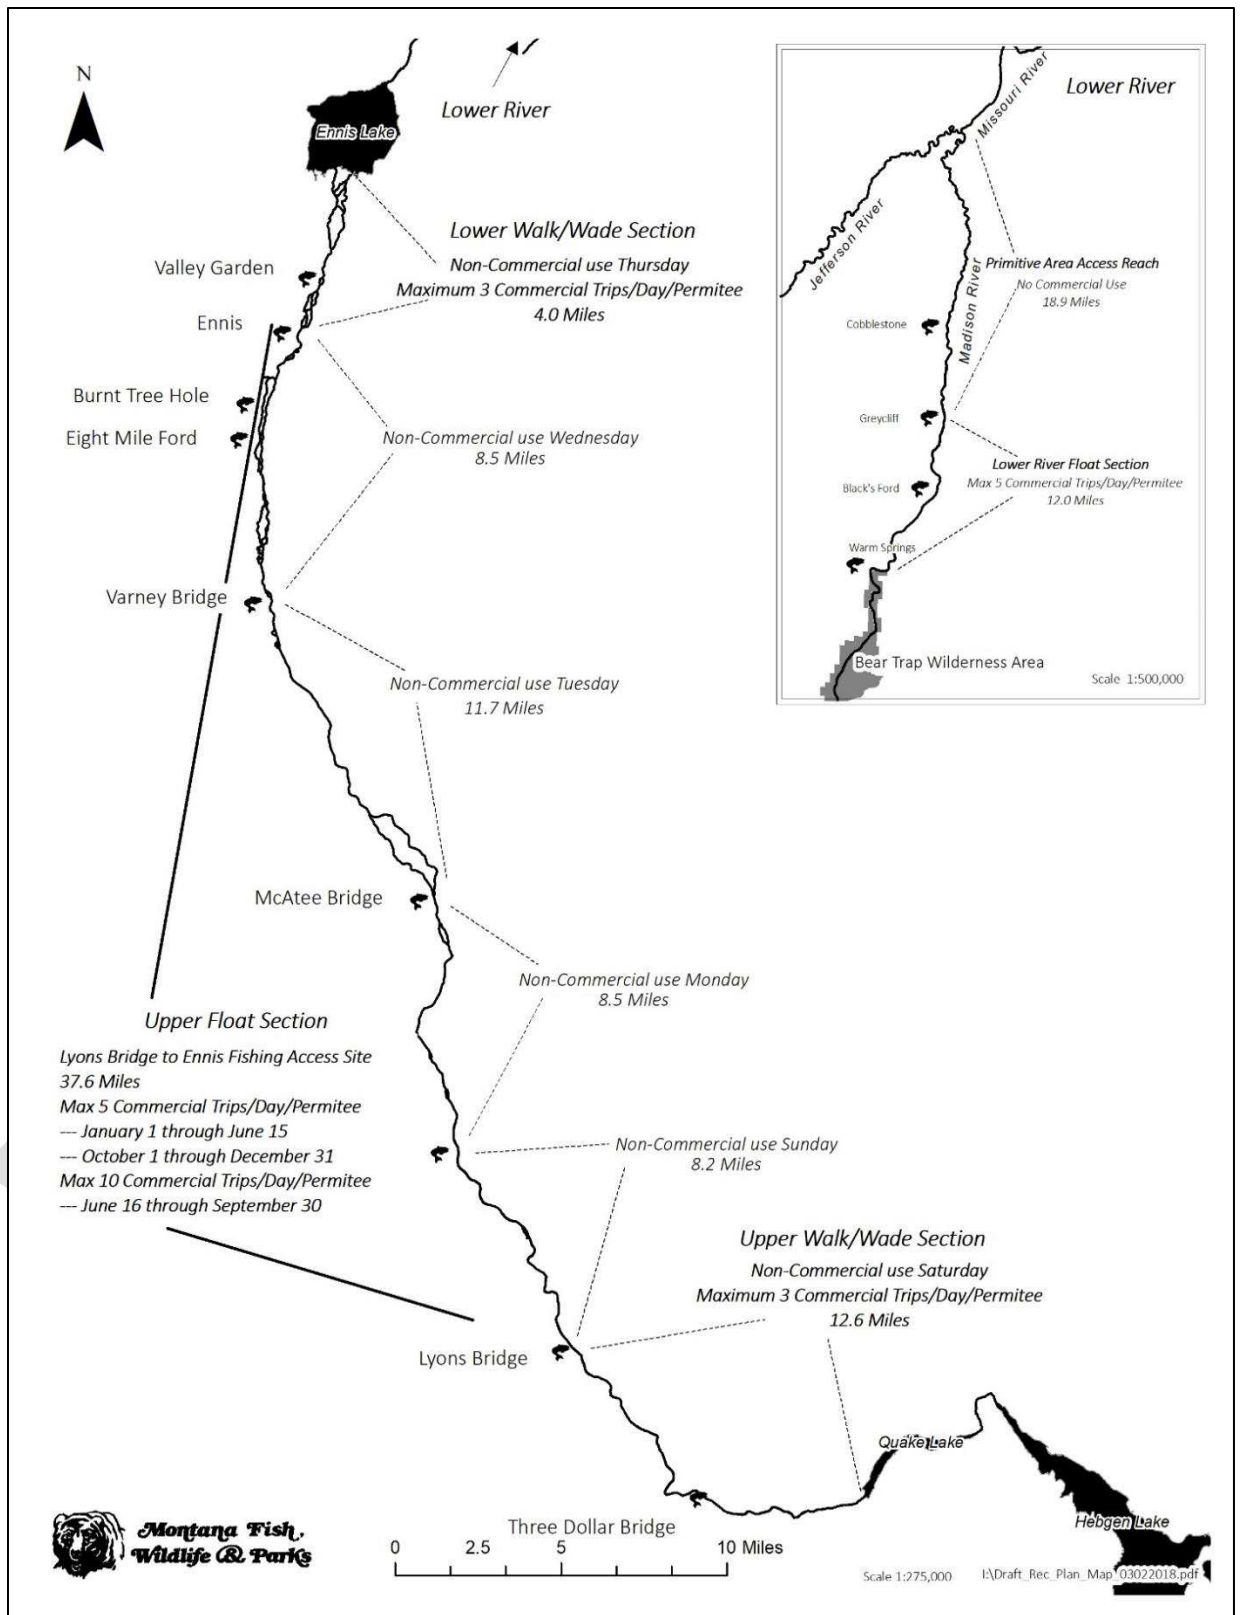 N
Ennis Lake
Lower River
Lower Walk/Wade Section
Non-Commercial use Thursday
Maximum 3 Commercial Trips/Day/Permitee
4.0 Miles
Valley Garden
Ennis
Burnt Tree Hole
Eight Mile Ford
Non-Commercial use Wednesday
8.5 Miles
Varney Bridge
Non-Commercial use Tuesday
11.7 Miles
McAtee Bridge
Non-Commercial use Monday
8.5 Miles
Upper Float Section
Lyons Bridge to Ennis Fishing Access Site
37.6 Miles
Max 5 Commercial Trips/Day/Permitee
--- January 1 through June 15
--- October 1 through December 31
Max 10 Commercial Trips/Day/Permitee
--- June 16 through September 30
Non-Commercial use Sunday
8.2 Miles
Upper Walk/Wade Section
Non-Commercial use Saturday
Maximum 3 Commercial Trips/Day/Permitee
12.6 Miles
Lyons Bridge
Quake Lake
Hebgen Lake
Three Dollar Bridge
Montana Fish,
Wildlife & Parks
0 2.5 5 10 Miles
Scale 1:275,000
I:\Draft_Rec_Plan_Map_03022018.pdf
Lower River
Missouri River
Jefferson River
Madison River
Primitive Area Access Reach
No Commercial Use
18.9 Miles
Cobblestone
Greycliff
Lower River Float Section
Max 5 Commercial Trips/Day/Permitee
12.0 Miles
Black's Ford
Warm Springs
Bear Trap Wilderness Area
Scale 1:500,000